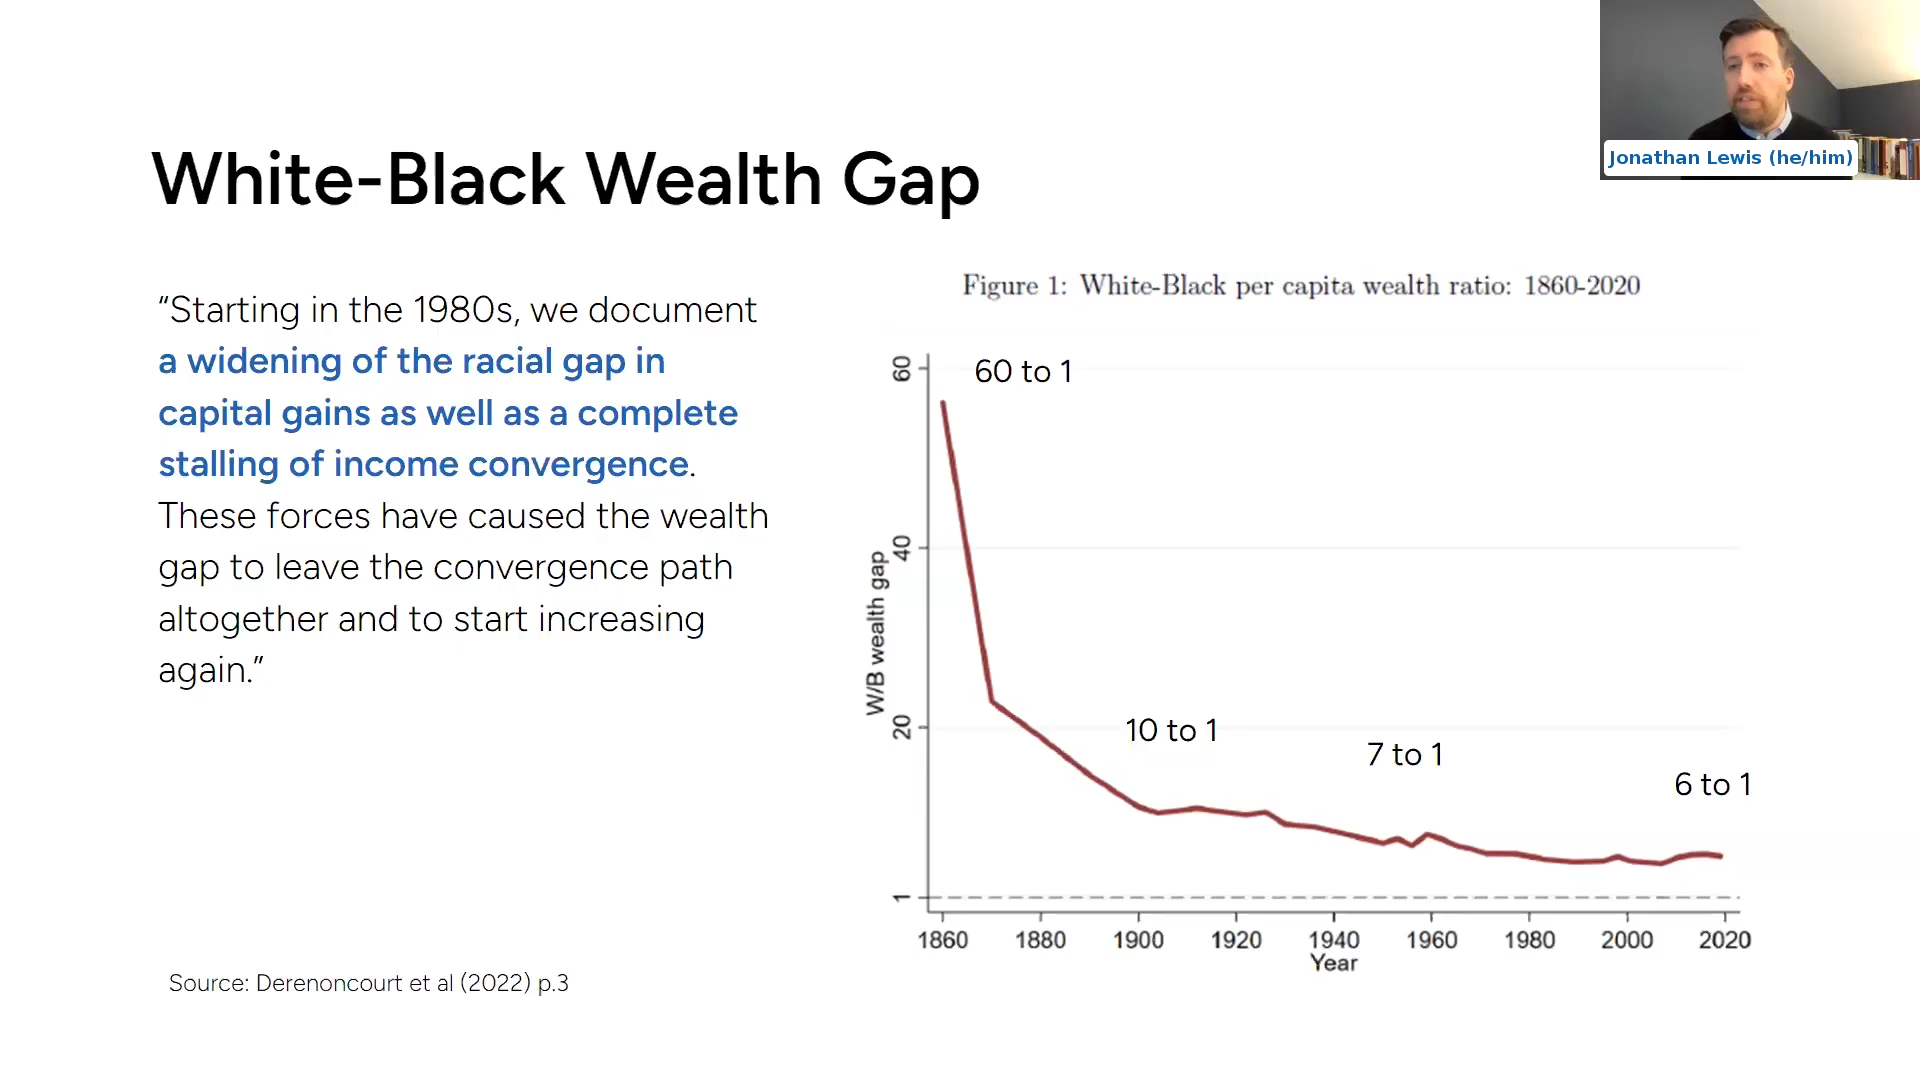 Jonathan Lewis (he/him)
White-Black Wealth Gap
“Starting in the 1980s, we document
a widening of the racial gap in
capital gains as well as a complete
stalling of income convergence.
These forces have caused the wealth
gap to leave the convergence path
altogether and to start increasing
again.”
Source: Derenoncourt et al (2022) p.3
Figure 1: White-Black per capita wealth ratio: 1860-2020
60 to 1
10 to 1
7 to 1
6 to 1
W/B wealth gap
60
40
20
1
1860 1880 1900 1920 1940 1960 1980 2000 2020
Year